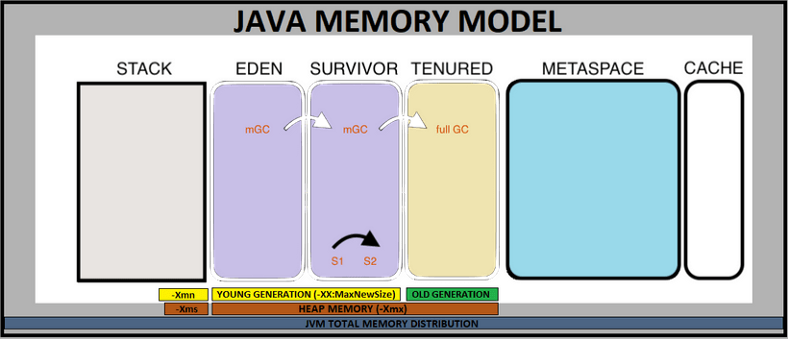 JAVA MEMORY MODEL
STACK EDEN SURVIVOR TENURED METASPACE CACHE
mGC mGC full GC
S1 S2
-Xmn YOUNG GENERATION (-XX:MaxNewSize) OLD GENERATION
-Xms HEAP MEMORY (-Xmx)
JVM TOTAL MEMORY DISTRIBUTION